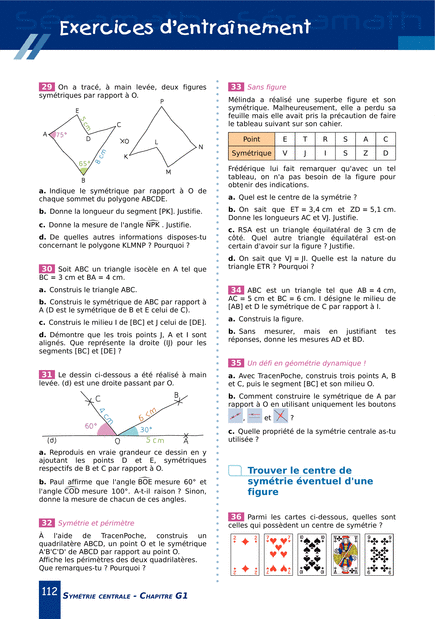 Exercices d'entraînement
29 On a tracé, à main levée, deux figures
symétriques par rapport à O.
E
5 cm
C
A
75°
65°
8 cm
B
O
P
K
L
N
M
a. Indique le symétrique par rapport à O de
chaque sommet du polygone ABCDE.
b. Donne la longueur du segment [PK]. Justifie.
c. Donne la mesure de l'angle NPK . Justifie.
d. De quelles autres informations disposes-tu
concernant le polygone KLMNP ? Pourquoi ?
30 Soit ABC un triangle isocèle en A tel que
BC = 3 cm et BA = 4 cm.
a. Construis le triangle ABC.
b. Construis le symétrique de ABC par rapport à
A (D est le symétrique de B et E celui de C).
c. Construis le milieu I de [BC] et J celui de [DE].
d. Démontre que les trois points J, A et I sont
alignés. Que représente la droite (IJ) pour les
segments [BC] et [DE] ?
31 Le dessin ci-dessous a été réalisé à main
levée. (d) est une droite passant par O.
C
B
4 cm
6 cm
60°
30°
(d)
O
5 cm
A
a. Reproduis en vraie grandeur ce dessin en y
ajoutant les points D et E, symétriques
respectifs de B et C par rapport à O.
b. Paul affirme que l'angle BOE mesure 60° et
l'angle COD mesure 100°. A-t-il raison ? Sinon,
donne la mesure de chacun de ces angles.
32 Symétrie et périmètre
À l'aide de TracenPoche, construis un
quadrilatère ABCD, un point O et le symétrique
A'B'C'D' de ABCD par rapport au point O.
Affiche les périmètres des deux quadrilatères.
Que remarques-tu ? Pourquoi ?
33 Sans figure
Mélinda a réalisé une superbe figure et son
symétrique. Malheureusement, elle a perdu sa
feuille mais elle avait pris la précaution de faire
le tableau suivant sur son cahier.
Point E T R S A C
Symétrique V J I S Z D
Frédérique lui fait remarquer qu'avec un tel
tableau, on n'a pas besoin de la figure pour
obtenir des indications.
a. Quel est le centre de la symétrie ?
b. On sait que ET = 3,4 cm et ZD = 5,1 cm.
Donne les longueurs AC et VJ. Justifie.
c. RSA est un triangle équilatéral de 3 cm de
côté. Quel autre triangle équilatéral est-on
certain d'avoir sur la figure ? Justifie.
d. On sait que VJ = JI. Quelle est la nature du
triangle ETR ? Pourquoi ?
34 ABC est un triangle tel que AB = 4 cm,
AC = 5 cm et BC = 6 cm. I désigne le milieu de
[AB] et D le symétrique de C par rapport à I.
a. Construis la figure.
b. Sans mesurer, mais en justifiant tes
réponses, donne les mesures AD et BD.
35 Un défi en géométrie dynamique !
a. Avec TracenPoche, construis trois points A, B
et C, puis le segment [BC] et son milieu O.
b. Comment construire le symétrique de A par
rapport à O en utilisant uniquement les boutons
, et ?
c. Quelle propriété de la symétrie centrale as-tu
utilisée ?
Trouver le centre de
symétrie éventuel d'une
figure
36 Parmi les cartes ci-dessous, quelles sont
celles qui possèdent un centre de symétrie ?
112 SYMÉTRIE CENTRALE - CHAPITRE G1